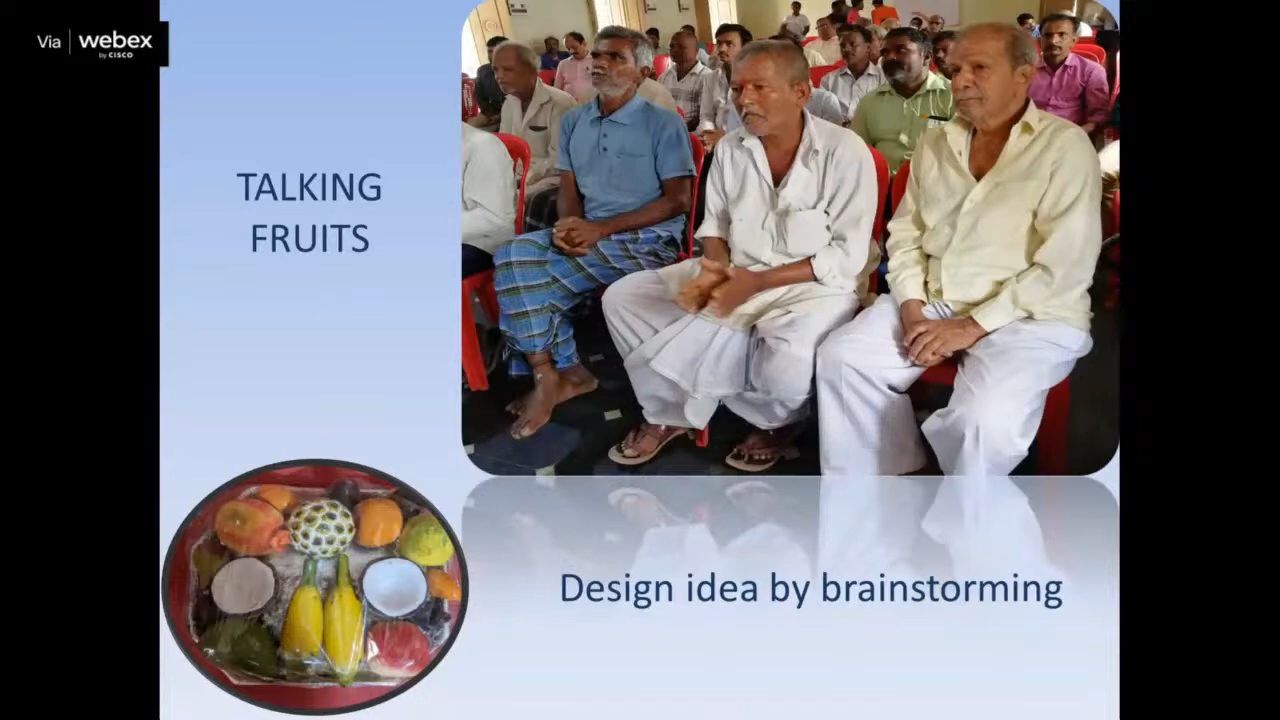 Via webex
by CISCO
TALKING
FRUITS
Design idea by brainstorming